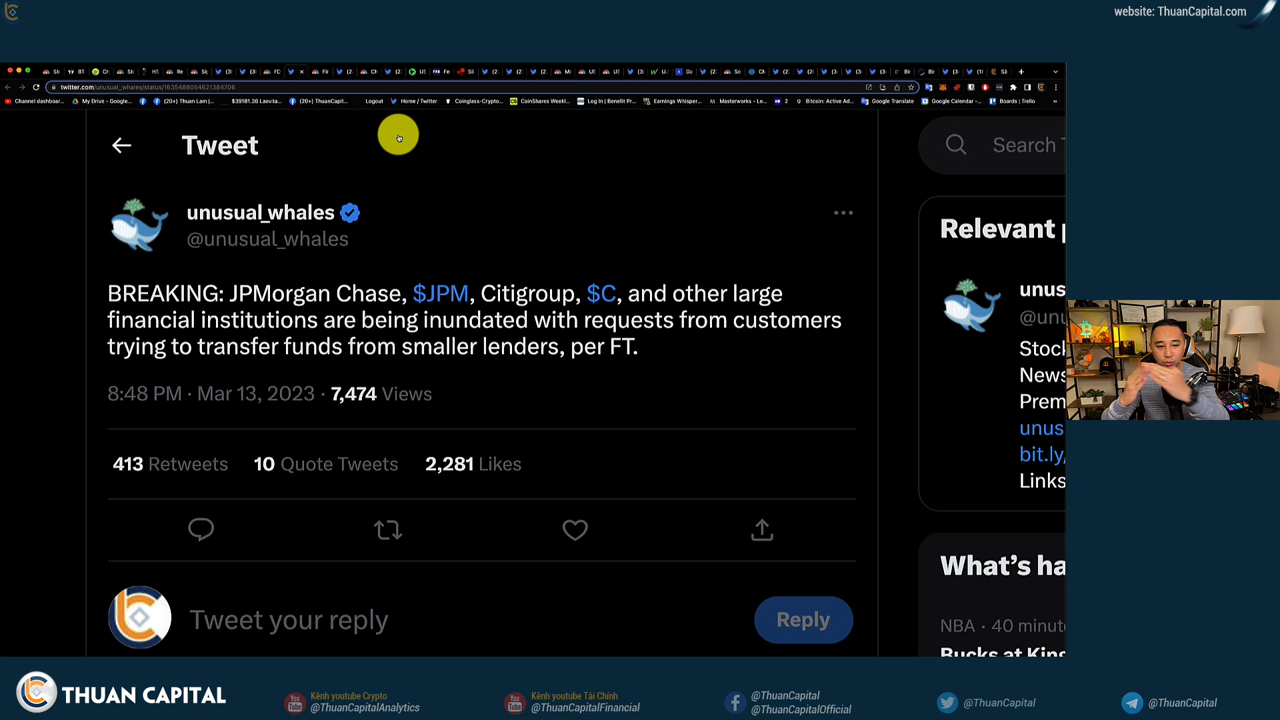 website: ThuanCapital.com
twitter.com/unusual_whales/status/1635488054621384706
Channel dashboard...
My Drive - Google...
(20+) Thuan Lam |...
$39181.36 Laevita...
(20+) ThuanCapit...
Logout
Home / Twitter
Coinglass-Crypto...
CoinShares Weekl...
Log In | Benefit Pr...
Earnings Whisper...
Masterworks - Le...
2
Bitcoin: Active Ad...
Google Translate
Google Calendar -...
Boards | Trello
Tweet
Search T
unusual_whales
@unusual_whales
BREAKING: JPMorgan Chase, $JPM, Citigroup, $C, and other large
financial institutions are being inundated with requests from customers
trying to transfer funds from smaller lenders, per FT.
8:48 PM · Mar 13, 2023 · 7,474 Views
413 Retweets 10 Quote Tweets 2,281 Likes
Tweet your reply
Reply
Relevant p
unus
@unu
Stock
News
Prem
unus
bit.ly/
Links
What's ha
NBA · 40 minut
Bucks at Kin
THUAN CAPITAL
Kênh youtube Crypto
@ThuanCapitalAnalytics
Kênh youtube Tài Chính
@ThuanCapitalFinancial
@ThuanCapital
@ThuanCapitalOfficial
@ThuanCapital
@ThuanCapital